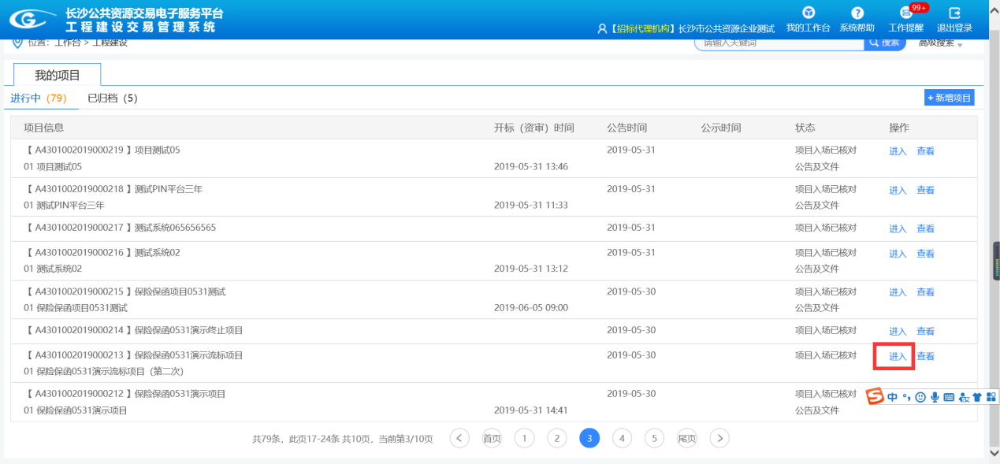 长沙公共资源交易电子服务平台
工程建设交易管理系统
99+
【招标代理机构】长沙市公共资源企业测试 我的工作台 系统帮助 工作提醒 退出登录
位置: 工作台 > 工程建设 请输入关键词 搜索 高级搜索
我的项目
进行中 (79) 已归档 (5) + 新增项目
项目信息 开标（资审）时间 公告时间 公示时间 状态 操作
【 A4301002019000219 】项目测试05 2019-05-31 项目入场已核对 进入 查看
01 项目测试05 2019-05-31 13:46 公告及文件
【 A4301002019000218 】测试PIN平台三年 2019-05-31 项目入场已核对 进入 查看
01 测试PIN平台三年 2019-05-31 11:33 公告及文件
【 A4301002019000217 】测试系统065656565 2019-05-31 项目入场已核对 进入 查看
【 A4301002019000216 】测试系统02 2019-05-31 项目入场已核对 进入 查看
01 测试系统02 2019-05-31 13:12 公告及文件
【 A4301002019000215 】保险保函项目0531测试 2019-05-30 项目入场已核对 进入 查看
01 保险保函项目0531测试 2019-06-05 09:00 公告及文件
【 A4301002019000214 】保险保函0531演示终止项目 2019-05-30 项目入场已核对 进入 查看
【 A4301002019000213 】保险保函0531演示流标项目 2019-05-30 项目入场已核对 进入 查看
01 保险保函0531演示流标项目（第二次）
【 A4301002019000212 】保险保函0531演示项目 2019-05-30 项目入场已核对
中
01 保险保函0531演示项目 2019-05-31 14:41 公告及文件
共79条, 此页17-24条 共10页, 当前第3/10页 < 首页 1 2 3 4 5 尾页 >